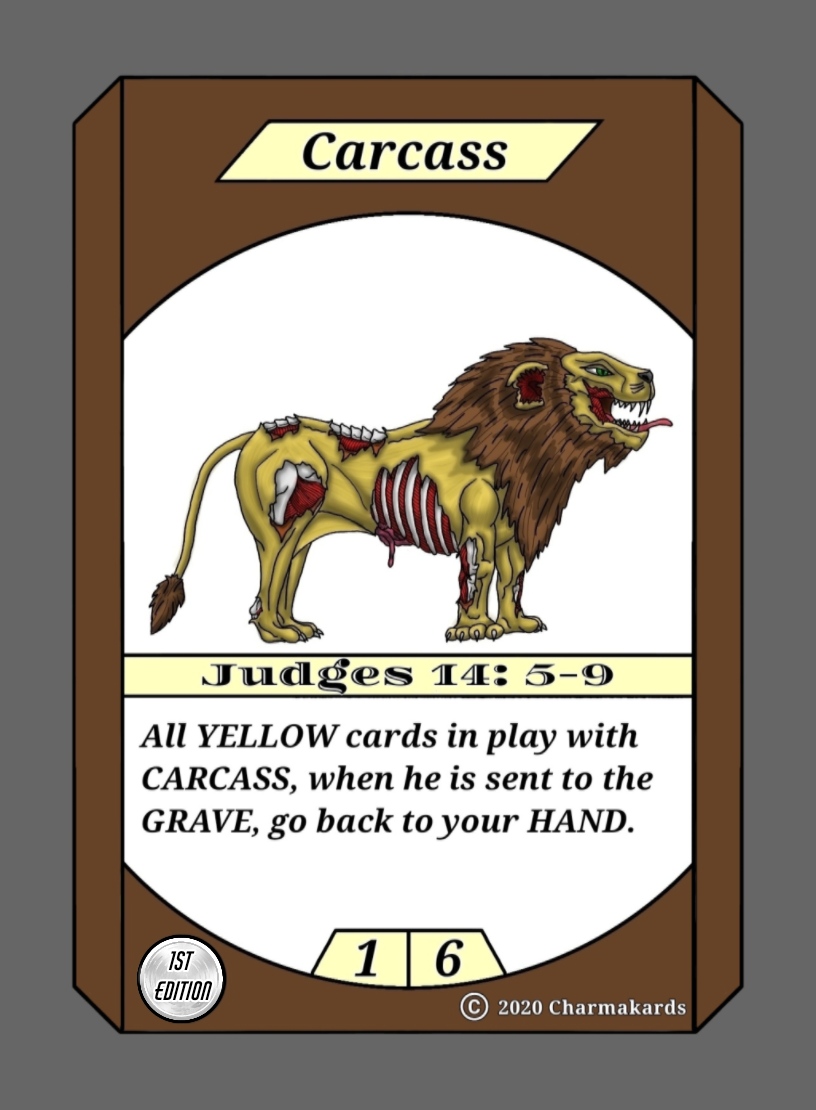 Carcass
Judges 14: 5-9
All YELLOW cards in play with
CARCASS, when he is sent to the
GRAVE, go back to your HAND.
1 6
1ST
EDITION
© 2020 Charmakards